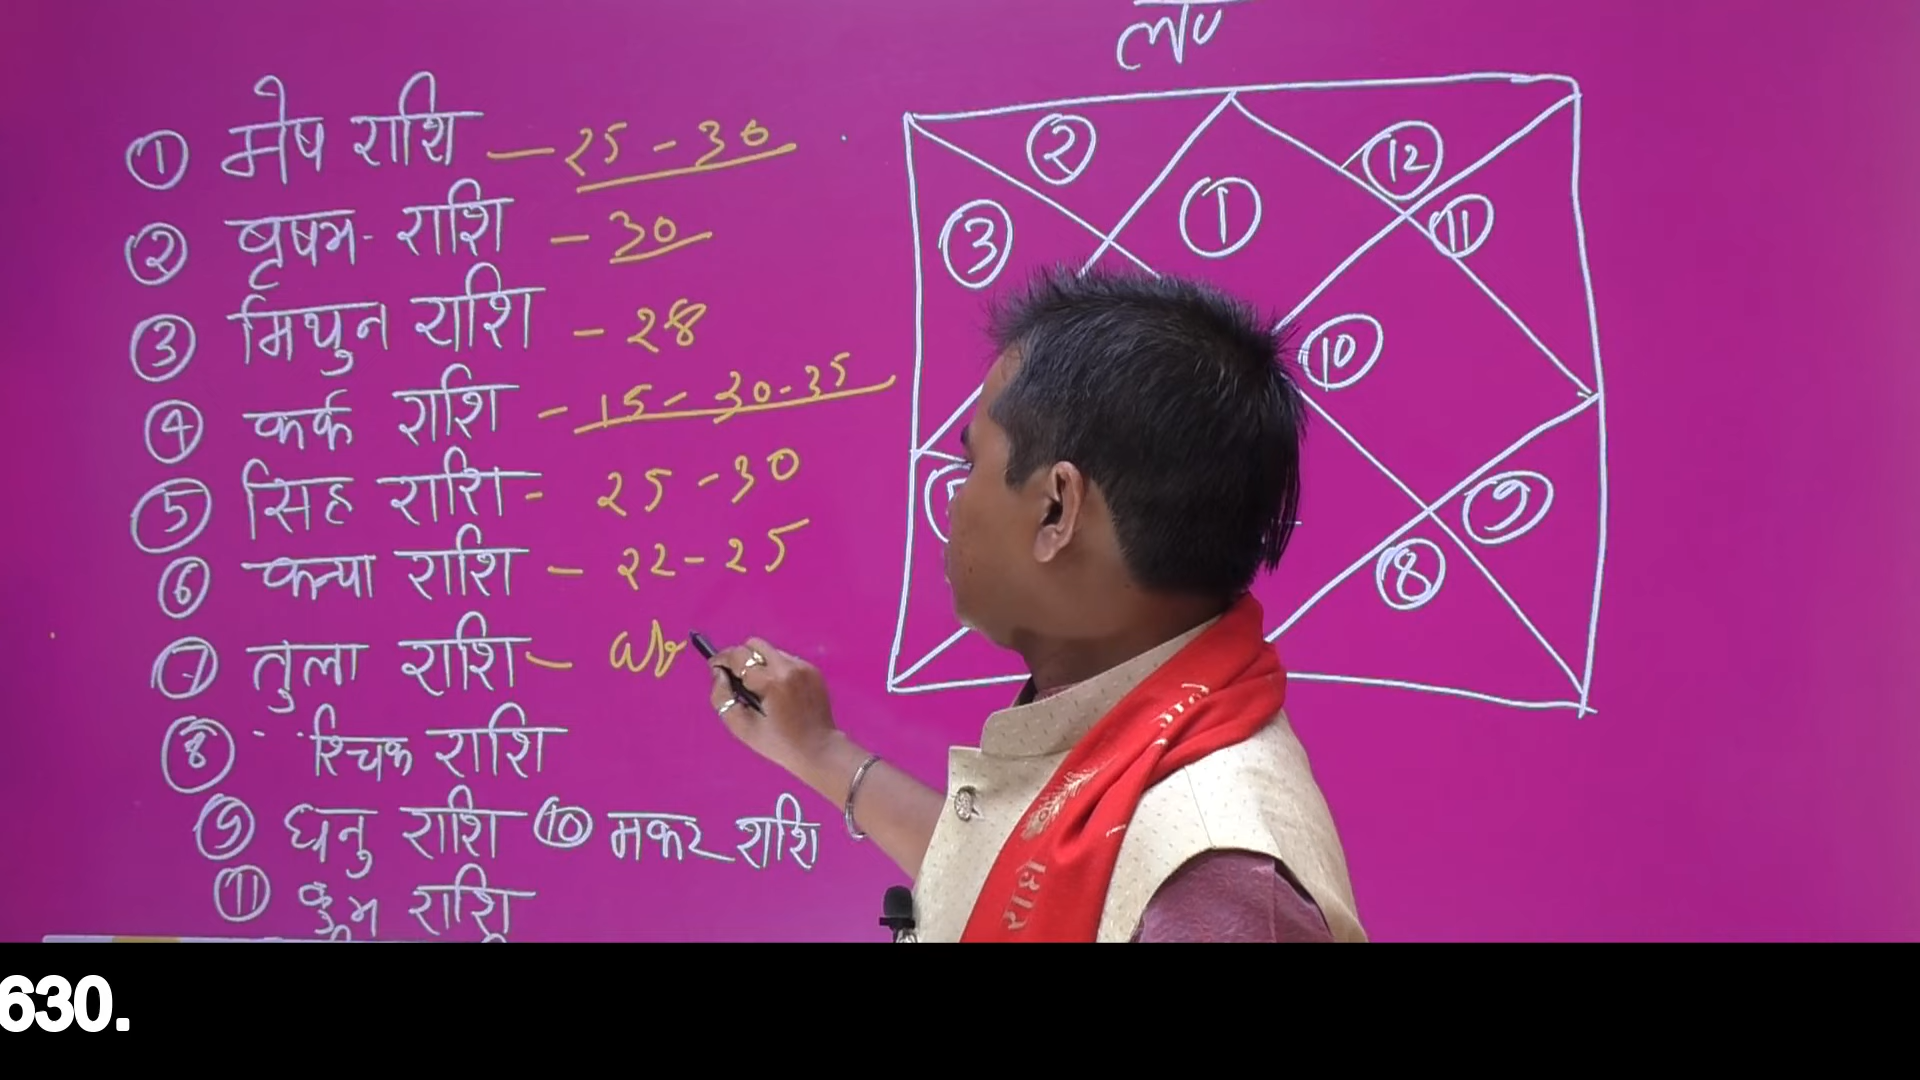 ① मेष राशि — 25 - 30
② बृषभ - राशि - 30
③ मिथुन राशि - 28
④ कर्क राशि - 15 - 30 - 35
⑤ सिंह राशि - 25 - 30
⑥ कन्या राशि - 22 - 25
⑦ तुला राशि -
⑧ श्चिक राशि
⑨ धनु राशि ⑩ मकर राशि
⑪ कुंभ राशि
② ⑫
③ ① ⑪
⑩
⑨
⑧
630.